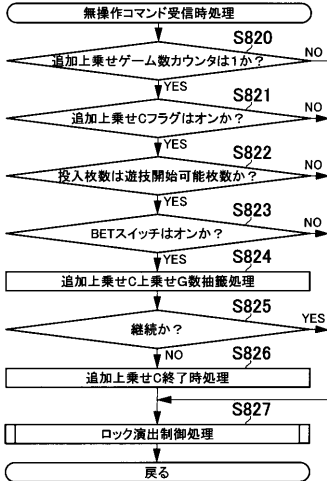 無操作コマンド受信時処理
S820
追加上乗せゲーム数カウンタは1か?
NO
YES
S821
追加上乗せCフラグはオンか?
NO
YES
S822
投入枚数は遊技開始可能枚数か?
NO
YES
S823
BETスイッチはオンか?
NO
YES
S824
追加上乗せC上乗せG数抽籤処理
S825
継続か?
YES
NO
S826
追加上乗せC終了時処理
S827
ロック演出制御処理
戻る